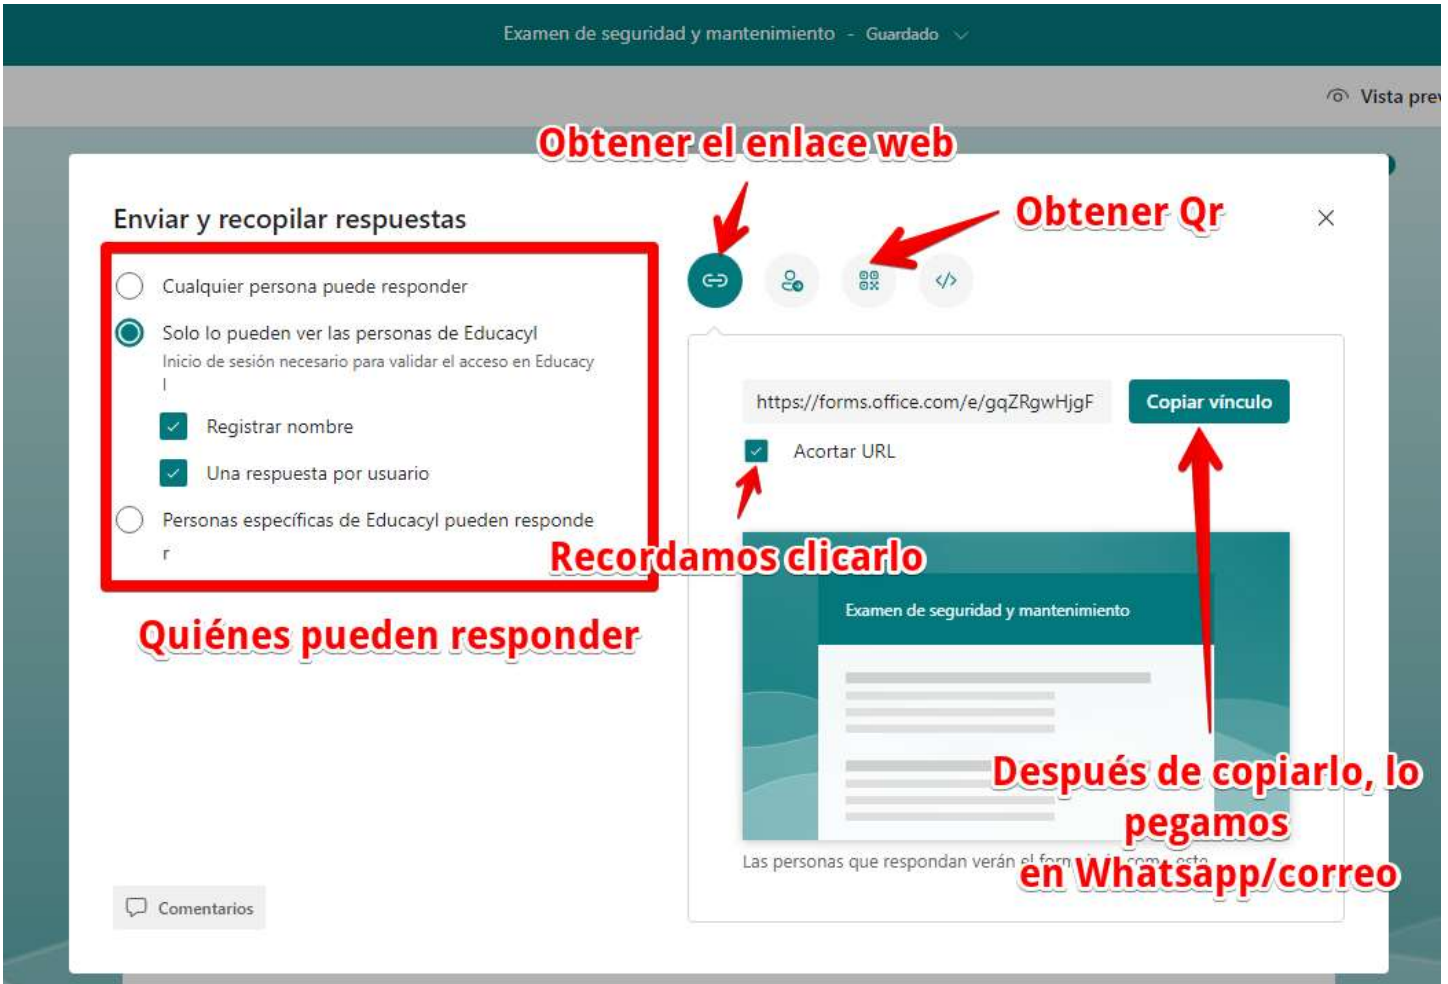 Examen de seguridad y mantenimiento - Guardado
Vista prev
Obtener el enlace web
Obtener Qr
Enviar y recopilar respuestas
Cualquier persona puede responder
Solo lo pueden ver las personas de Educacyl
Inicio de sesión necesario para validar el acceso en Educacy
l
Registrar nombre
Una respuesta por usuario
Personas específicas de Educacyl pueden responde
r
Quiénes pueden responder
https://forms.office.com/e/gqZRgwHjgF
Copiar vínculo
Acortar URL
Recordamos clicarlo
Examen de seguridad y mantenimiento
Después de copiarlo, lo
pegamos
en Whatsapp/correo
Las personas que respondan verán el
Comentarios